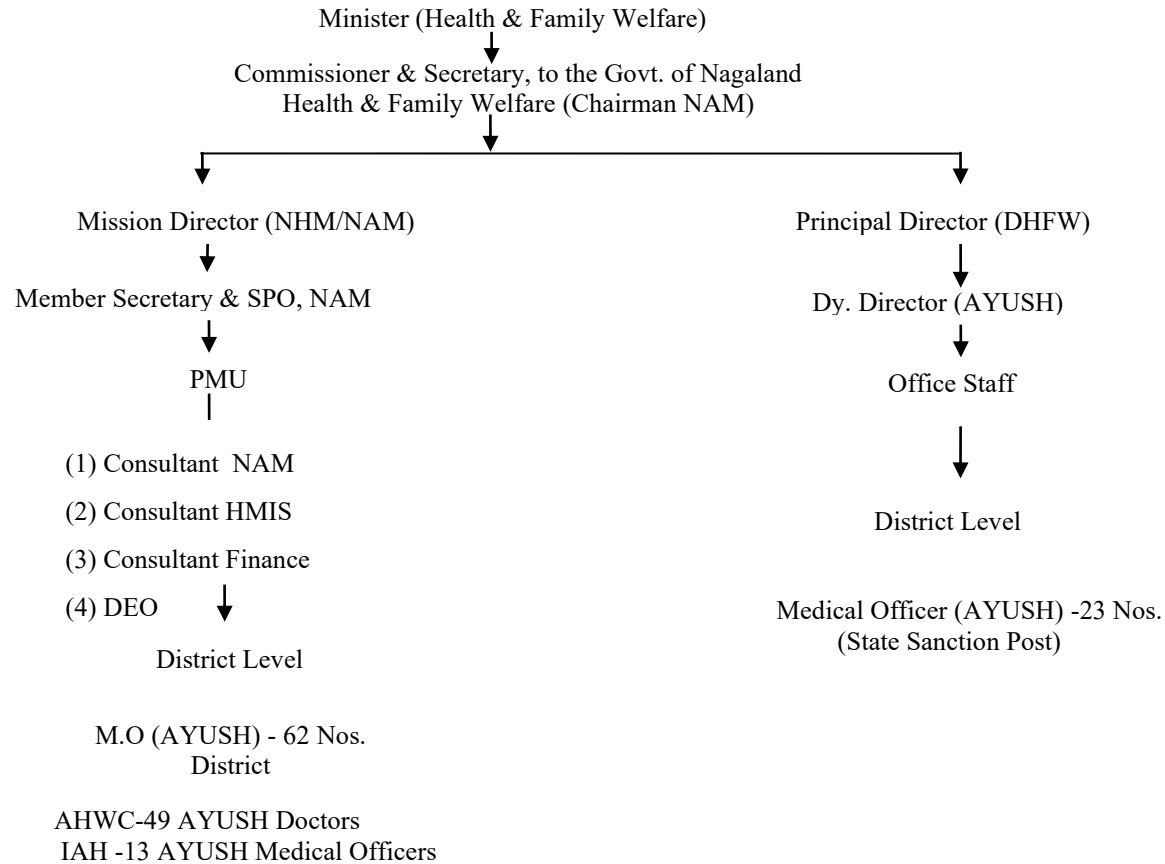 Minister (Health & Family Welfare)
Commissioner & Secretary, to the Govt. of Nagaland
Health & Family Welfare (Chairman NAM)
Mission Director (NHM/NAM)
Principal Director (DHFW)
Member Secretary & SPO, NAM
Dy. Director (AYUSH)
PMU
Office Staff
(1) Consultant NAM
(2) Consultant HMIS
(3) Consultant Finance
(4) DEO
District Level
District Level
Medical Officer (AYUSH) -23 Nos.
(State Sanction Post)
M.O (AYUSH) - 62 Nos.
District
AHWC-49 AYUSH Doctors
IAH -13 AYUSH Medical Officers